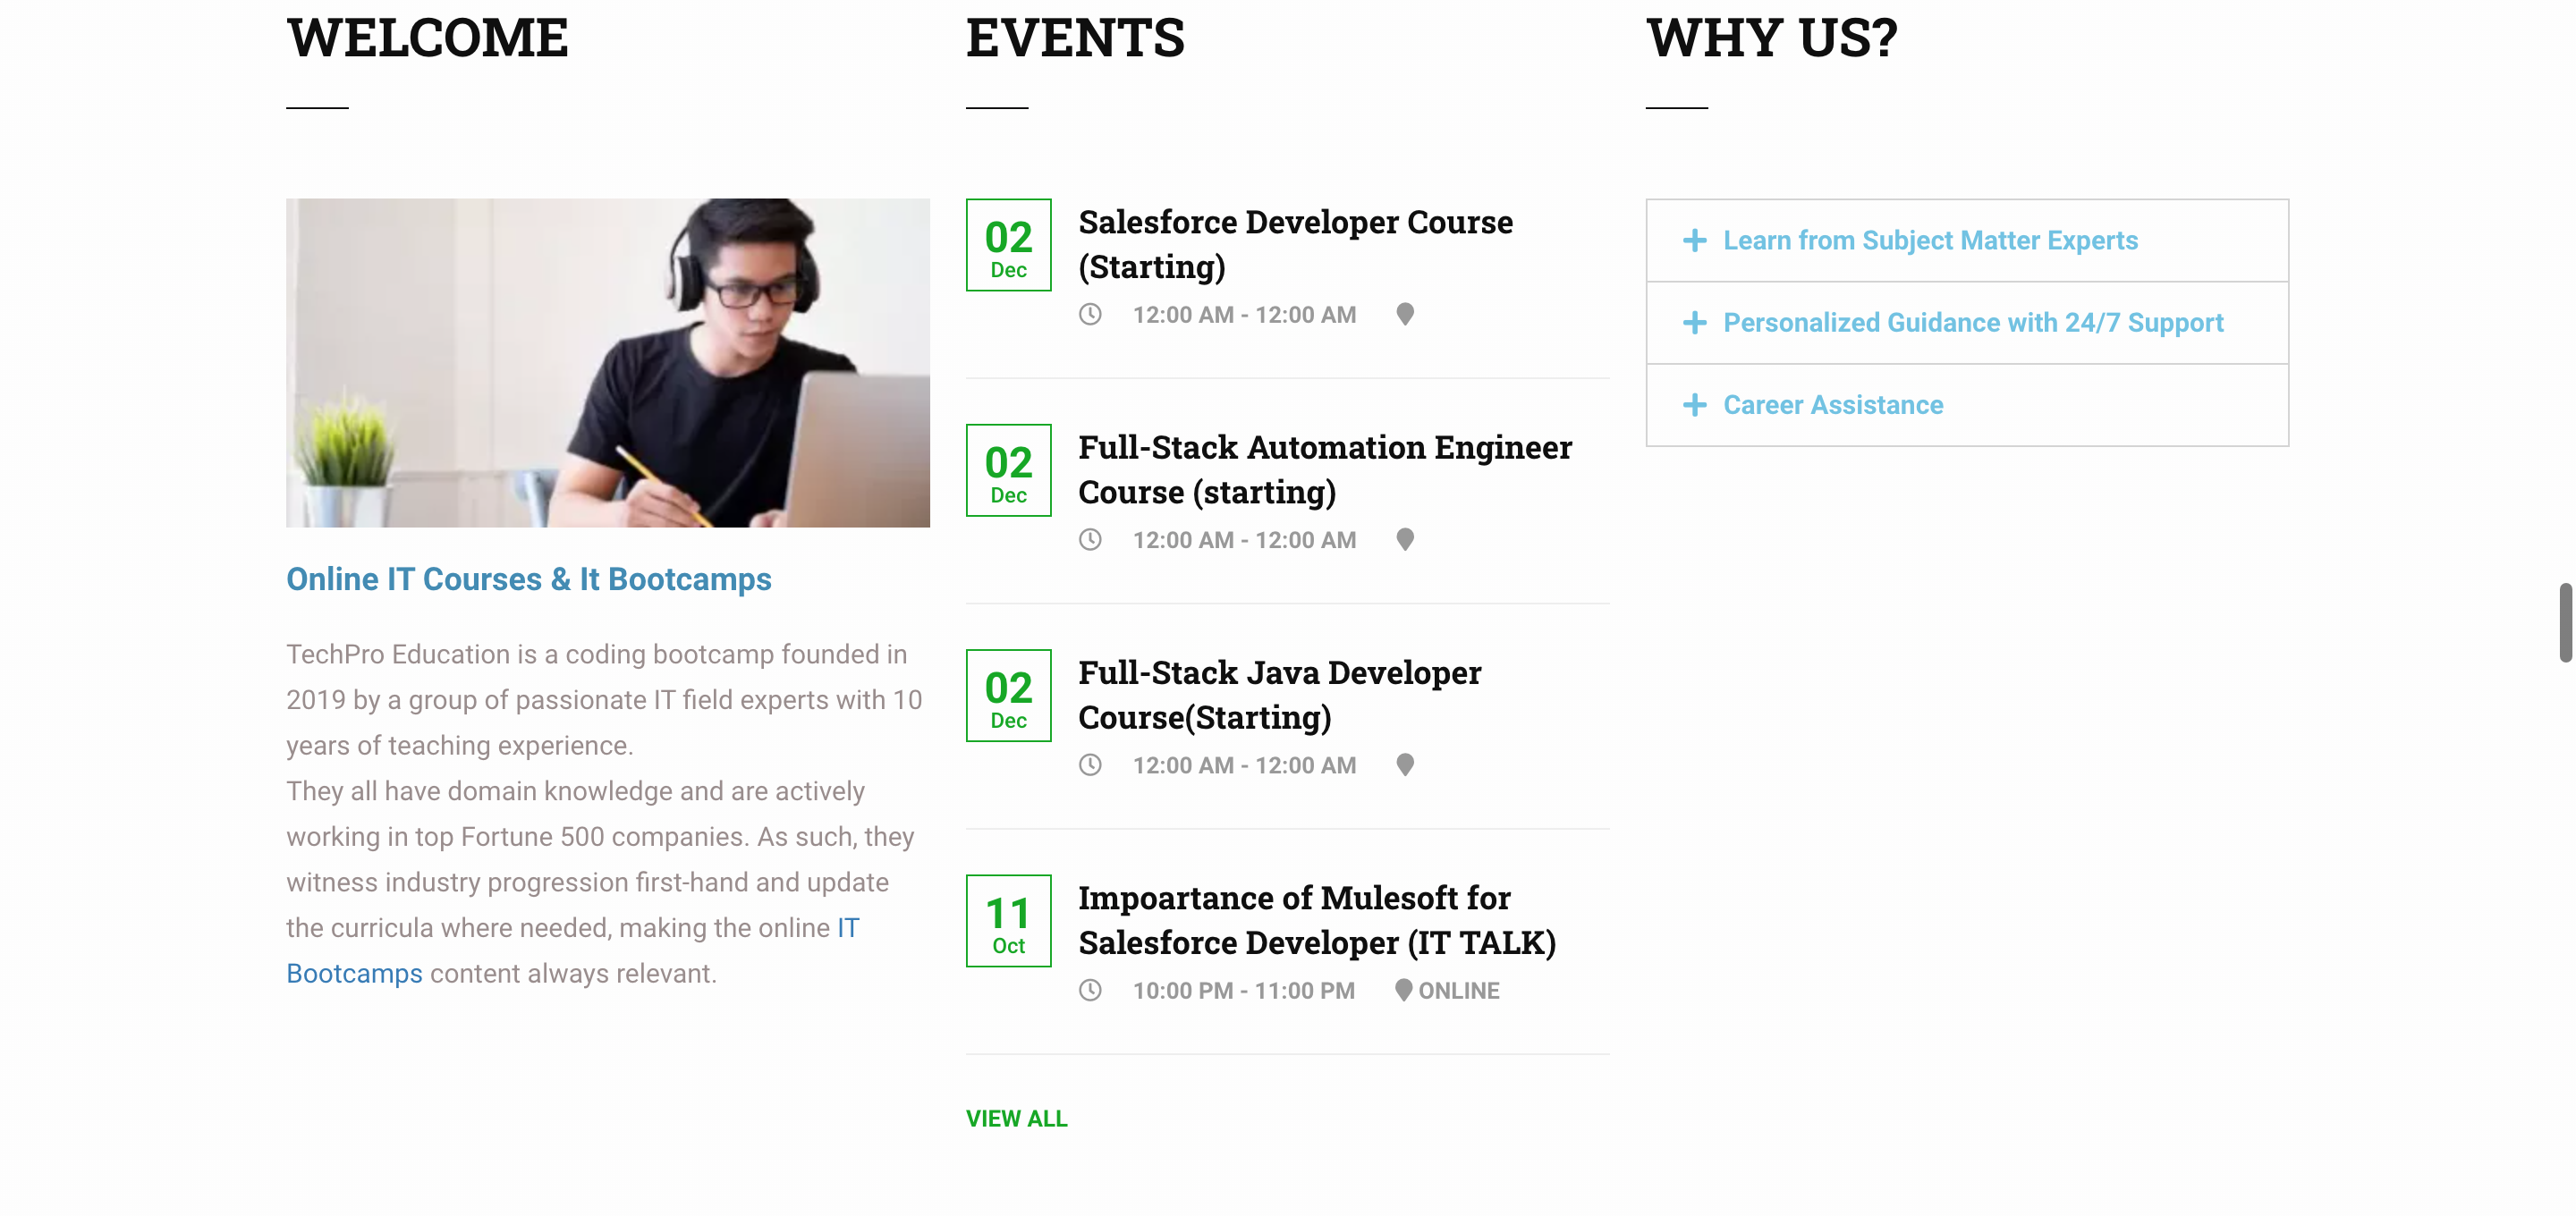 WELCOME
Online IT Courses & It Bootcamps
TechPro Education is a coding bootcamp founded in
2019 by a group of passionate IT field experts with 10
years of teaching experience.
They all have domain knowledge and are actively
working in top Fortune 500 companies. As such, they
witness industry progression first-hand and update
the curricula where needed, making the online IT
Bootcamps content always relevant.
EVENTS
02
Dec
Salesforce Developer Course
(Starting)
12:00 AM - 12:00 AM
02
Dec
Full-Stack Automation Engineer
Course (starting)
12:00 AM - 12:00 AM
02
Dec
Full-Stack Java Developer
Course(Starting)
12:00 AM - 12:00 AM
11
Oct
Impoartance of Mulesoft for
Salesforce Developer (IT TALK)
10:00 PM - 11:00 PM ONLINE
VIEW ALL
WHY US?
Learn from Subject Matter Experts
Personalized Guidance with 24/7 Support
Career Assistance